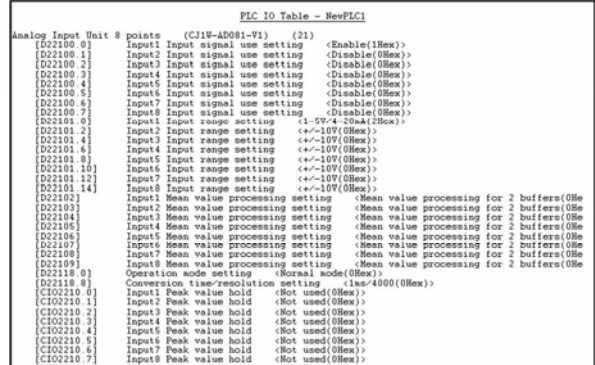 PLC IO Table - NewPLC1
Analog Input Unit 8 points (CJ1W-AD081-V1) (21)
[D22100.0] Input1 Input signal use setting <Enable(1Hex)>
[D22100.1] Input2 Input signal use setting <Disable(0Hex)>
[D22100.2] Input3 Input signal use setting <Disable(0Hex)>
[D22100.3] Input4 Input signal use setting <Disable(0Hex)>
[D22100.4] Input5 Input signal use setting <Disable(0Hex)>
[D22100.5] Input6 Input signal use setting <Disable(0Hex)>
[D22100.6] Input7 Input signal use setting <Disable(0Hex)>
[D22100.7] Input8 Input signal use setting <Disable(0Hex)>
[D22101.0] Input1 Input range setting <1-5V/4-20mA(2Hex)>
[D22101.2] Input2 Input range setting <+/-10V(0Hex)>
[D22101.4] Input3 Input range setting <+/-10V(0Hex)>
[D22101.6] Input4 Input range setting <+/-10V(0Hex)>
[D22101.8] Input5 Input range setting <+/-10V(0Hex)>
[D22101.10] Input6 Input range setting <+/-10V(0Hex)>
[D22101.12] Input7 Input range setting <+/-10V(0Hex)>
[D22101.14] Input8 Input range setting <+/-10V(0Hex)>
[D22102] Input1 Mean value processing setting <Mean value processing for 2 buffers(0He
[D22103] Input2 Mean value processing setting <Mean value processing for 2 buffers(0He
[D22104] Input3 Mean value processing setting <Mean value processing for 2 buffers(0He
[D22105] Input4 Mean value processing setting <Mean value processing for 2 buffers(0He
[D22106] Input5 Mean value processing setting <Mean value processing for 2 buffers(0He
[D22107] Input6 Mean value processing setting <Mean value processing for 2 buffers(0He
[D22108] Input7 Mean value processing setting <Mean value processing for 2 buffers(0He
[D22109] Input8 Mean value processing setting <Mean value processing for 2 buffers(0He
[D22118.0] Operation mode setting <Normal mode(0Hex)>
[D22118.8] Conversion time/resolution setting <1ms/4000(0Hex)>
[CIO2210.0] Input1 Peak value hold <Not used(0Hex)>
[CIO2210.1] Input2 Peak value hold <Not used(0Hex)>
[CIO2210.2] Input3 Peak value hold <Not used(0Hex)>
[CIO2210.3] Input4 Peak value hold <Not used(0Hex)>
[CIO2210.4] Input5 Peak value hold <Not used(0Hex)>
[CIO2210.5] Input6 Peak value hold <Not used(0Hex)>
[CIO2210.6] Input7 Peak value hold <Not used(0Hex)>
[CIO2210.7] Input8 Peak value hold <Not used(0Hex)>